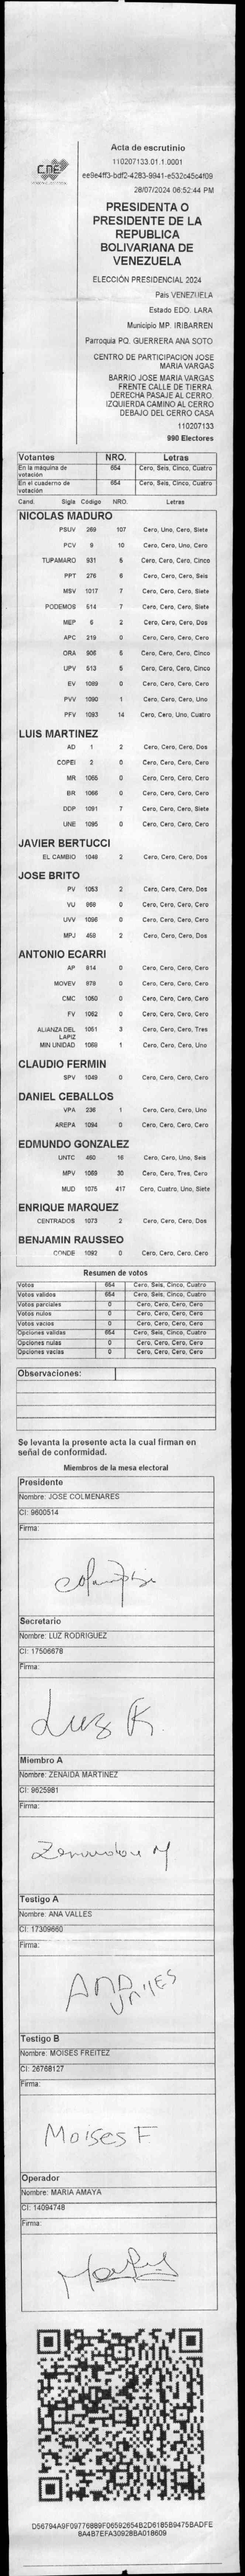 Acta de escrutinio
110207133.01.1.0001
ee9e4ff3-bdf2-4283-9941-e532c45c4f09
28/07/2024 06:52:44 PM
CNE
PRESIDENTA O
PRESIDENTE DE LA
REPUBLICA
BOLIVARIANA DE
VENEZUELA
ELECCIÓN PRESIDENCIAL 2024
País VENEZUELA
Estado EDO. LARA
Municipio MP. IRIBARREN
Parroquia PQ. GUERRERA ANA SOTO
CENTRO DE PARTICIPACION JOSE
MARIA VARGAS
BARRIO JOSE MARIA VARGAS
FRENTE CALLE DE TIERRA.
DERECHA PASAJE AL CERRO.
IZQUIERDA CAMINO AL CERRO
DEBAJO DEL CERRO CASA
110207133
990 Electores
Votantes NRO. Letras
En la máquina de votación 654 Cero, Seis, Cinco, Cuatro
En el cuaderno de votación 654 Cero, Seis, Cinco, Cuatro
Cand. Sigla Código NRO. Letras
NICOLAS MADURO
PSUV 269 107 Cero, Uno, Cero, Siete
PCV 9 10 Cero, Cero, Uno, Cero
TUPAMARO 931 5 Cero, Cero, Cero, Cinco
PPT 276 6 Cero, Cero, Cero, Seis
MSV 1017 7 Cero, Cero, Cero, Siete
PODEMOS 514 7 Cero, Cero, Cero, Siete
MEP 6 2 Cero, Cero, Cero, Dos
APC 219 0 Cero, Cero, Cero, Cero
ORA 906 5 Cero, Cero, Cero, Cinco
UPV 513 5 Cero, Cero, Cero, Cinco
EV 1089 0 Cero, Cero, Cero, Cero
PVV 1090 1 Cero, Cero, Cero, Uno
PFV 1093 14 Cero, Cero, Uno, Cuatro
LUIS MARTINEZ
AD 1 2 Cero, Cero, Cero, Dos
COPEI 2 0 Cero, Cero, Cero, Cero
MR 1065 0 Cero, Cero, Cero, Cero
BR 1066 0 Cero, Cero, Cero, Cero
DDP 1091 7 Cero, Cero, Cero, Siete
UNE 1095 0 Cero, Cero, Cero, Cero
JAVIER BERTUCCI
EL CAMBIO 1048 2 Cero, Cero, Cero, Dos
JOSE BRITO
PV 1053 2 Cero, Cero, Cero, Dos
VU 968 0 Cero, Cero, Cero, Cero
UVV 1096 0 Cero, Cero, Cero, Cero
MPJ 458 2 Cero, Cero, Cero, Dos
ANTONIO ECARRI
AP 814 0 Cero, Cero, Cero, Cero
MOVEV 979 0 Cero, Cero, Cero, Cero
CMC 1050 0 Cero, Cero, Cero, Cero
FV 1062 0 Cero, Cero, Cero, Cero
ALIANZA DEL LAPIZ 1061 3 Cero, Cero, Cero, Tres
MIN UNIDAD 1068 1 Cero, Cero, Cero, Uno
CLAUDIO FERMIN
SPV 1049 0 Cero, Cero, Cero, Cero
DANIEL CEBALLOS
VPA 236 1 Cero, Cero, Cero, Uno
AREPA 1094 0 Cero, Cero, Cero, Cero
EDMUNDO GONZALEZ
UNTC 460 16 Cero, Cero, Uno, Seis
MPV 1069 30 Cero, Cero, Tres, Cero
MUD 1075 417 Cero, Cuatro, Uno, Siete
ENRIQUE MARQUEZ
CENTRADOS 1073 2 Cero, Cero, Cero, Dos
BENJAMIN RAUSSEO
CONDE 1092 0 Cero, Cero, Cero, Cero
Resumen de votos
Votos 654 Cero, Seis, Cinco, Cuatro
Votos validos 654 Cero, Seis, Cinco, Cuatro
Votos parciales 0 Cero, Cero, Cero, Cero
Votos nulos 0 Cero, Cero, Cero, Cero
Votos vacios 0 Cero, Cero, Cero, Cero
Opciones validas 654 Cero, Seis, Cinco, Cuatro
Opciones nulas 0 Cero, Cero, Cero, Cero
Opciones vacias 0 Cero, Cero, Cero, Cero
Observaciones:
Se levanta la presente acta la cual firman en
señal de conformidad.
Miembros de la mesa electoral
Presidente
Nombre: JOSE COLMENARES
CI: 9600514
Firma:
Secretario
Nombre: LUZ RODRIGUEZ
CI: 17506678
Firma:
Luz R.
Miembro A
Nombre: ZENAIDA MARTINEZ
CI: 9625981
Firma:
Testigo A
Nombre: ANA VALLES
CI: 17309660
Firma:
ANA
VALLES
Testigo B
Nombre: MOISES FREITEZ
CI: 26768127
Firma:
Moises F
Operador
Nombre: MARIA AMAYA
CI: 14094748
Firma:
D56794A9F09776889F06592654B2D6185B9475BADFE
8A4B7EFA30928BA018609